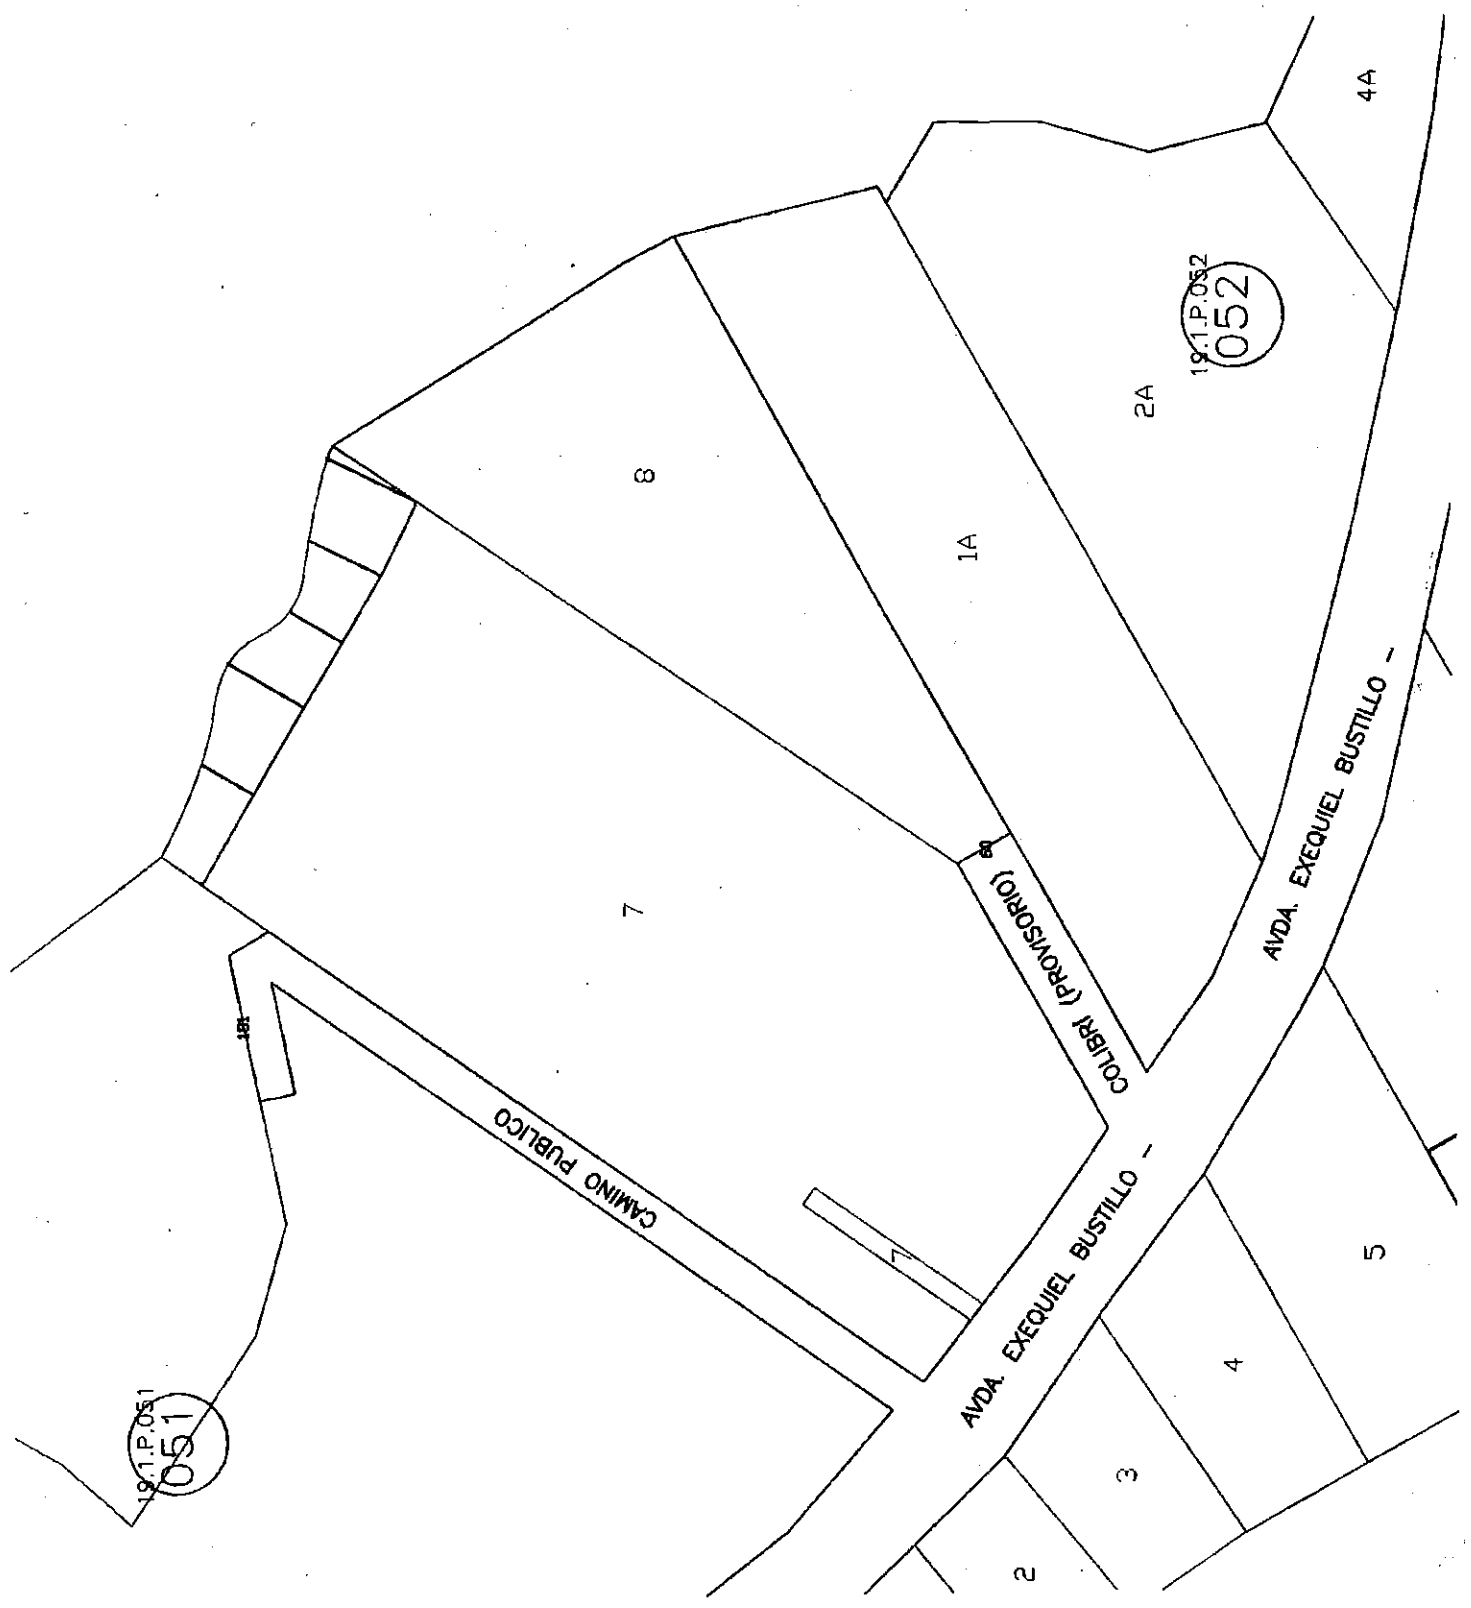 4A
19.1.P.052
052
2A
8
1A
7
60
COLIBRI (PROVISORIO)
AVDA. EXEQUIEL BUSTILLO -
181
CAMINO PUBLICO
7
AVDA. EXEQUIEL BUSTILLO -
5
4
3
2
19.1.P.051
051